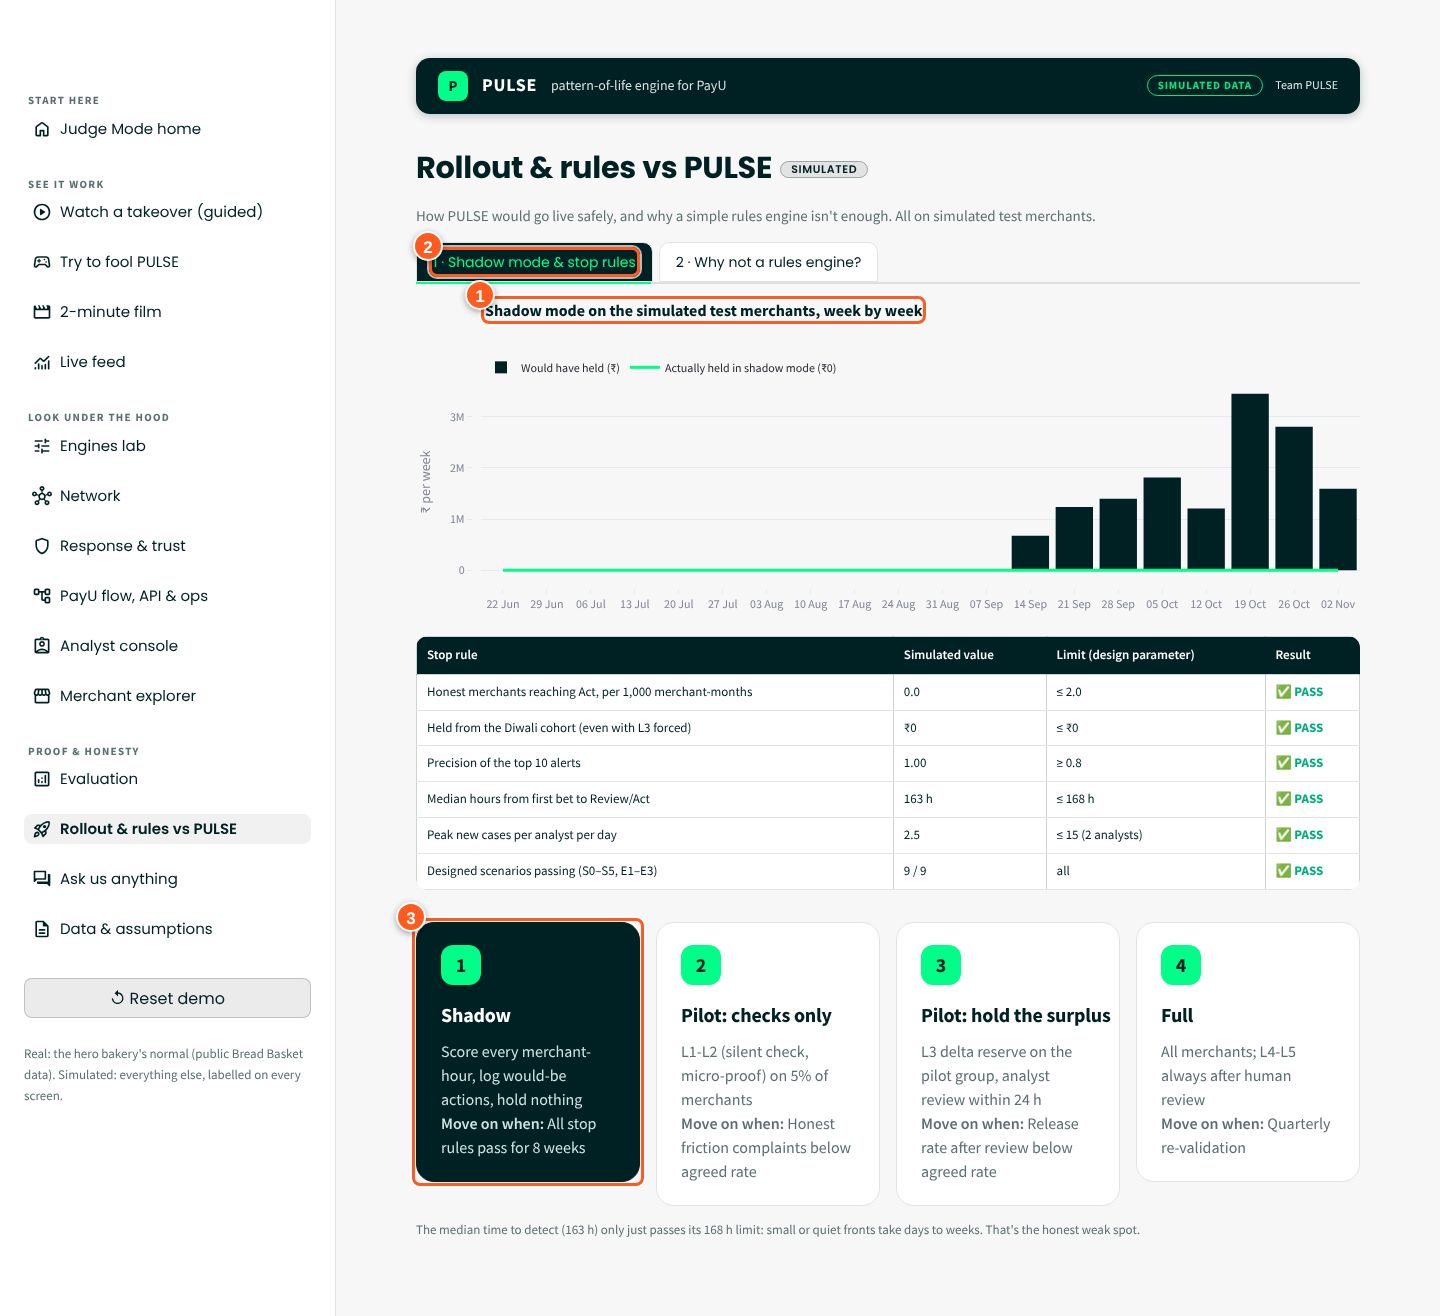 START HERE
Judge Mode home
SEE IT WORK
Watch a takeover (guided)
Try to fool PULSE
2-minute film
Live feed
LOOK UNDER THE HOOD
Engines lab
Network
Response & trust
PayU flow, API & ops
Analyst console
Merchant explorer
PROOF & HONESTY
Evaluation
Rollout & rules vs PULSE
Ask us anything
Data & assumptions
Reset demo
Real: the hero bakery's normal (public Bread Basket
data). Simulated: everything else, labelled on every
screen.
P PULSE pattern-of-life engine for PayU SIMULATED DATA Team PULSE
Rollout & rules vs PULSE SIMULATED
How PULSE would go live safely, and why a simple rules engine isn't enough. All on simulated test merchants.
2
1 · Shadow mode & stop rules 2 · Why not a rules engine?
1
Shadow mode on the simulated test merchants, week by week
Would have held (₹) Actually held in shadow mode (₹0)
₹ per week
3M
2M
1M
0
22 Jun 29 Jun 06 Jul 13 Jul 20 Jul 27 Jul 03 Aug 10 Aug 17 Aug 24 Aug 31 Aug 07 Sep 14 Sep 21 Sep 28 Sep 05 Oct 12 Oct 19 Oct 26 Oct 02 Nov
Stop rule Simulated value Limit (design parameter) Result
Honest merchants reaching Act, per 1,000 merchant-months 0.0 ≤ 2.0 ✅ PASS
Held from the Diwali cohort (even with L3 forced) ₹0 ≤ ₹0 ✅ PASS
Precision of the top 10 alerts 1.00 ≥ 0.8 ✅ PASS
Median hours from first bet to Review/Act 163 h ≤ 168 h ✅ PASS
Peak new cases per analyst per day 2.5 ≤ 15 (2 analysts) ✅ PASS
Designed scenarios passing (S0–S5, E1–E3) 9 / 9 all ✅ PASS
3
1
Shadow
Score every merchant-
hour, log would-be
actions, hold nothing
Move on when: All stop
rules pass for 8 weeks
2
Pilot: checks only
L1-L2 (silent check,
micro-proof) on 5% of
merchants
Move on when: Honest
friction complaints below
agreed rate
3
Pilot: hold the surplus
L3 delta reserve on the
pilot group, analyst
review within 24 h
Move on when: Release
rate after review below
agreed rate
4
Full
All merchants; L4-L5
always after human
review
Move on when: Quarterly
re-validation
The median time to detect (163 h) only just passes its 168 h limit: small or quiet fronts take days to weeks. That's the honest weak spot.